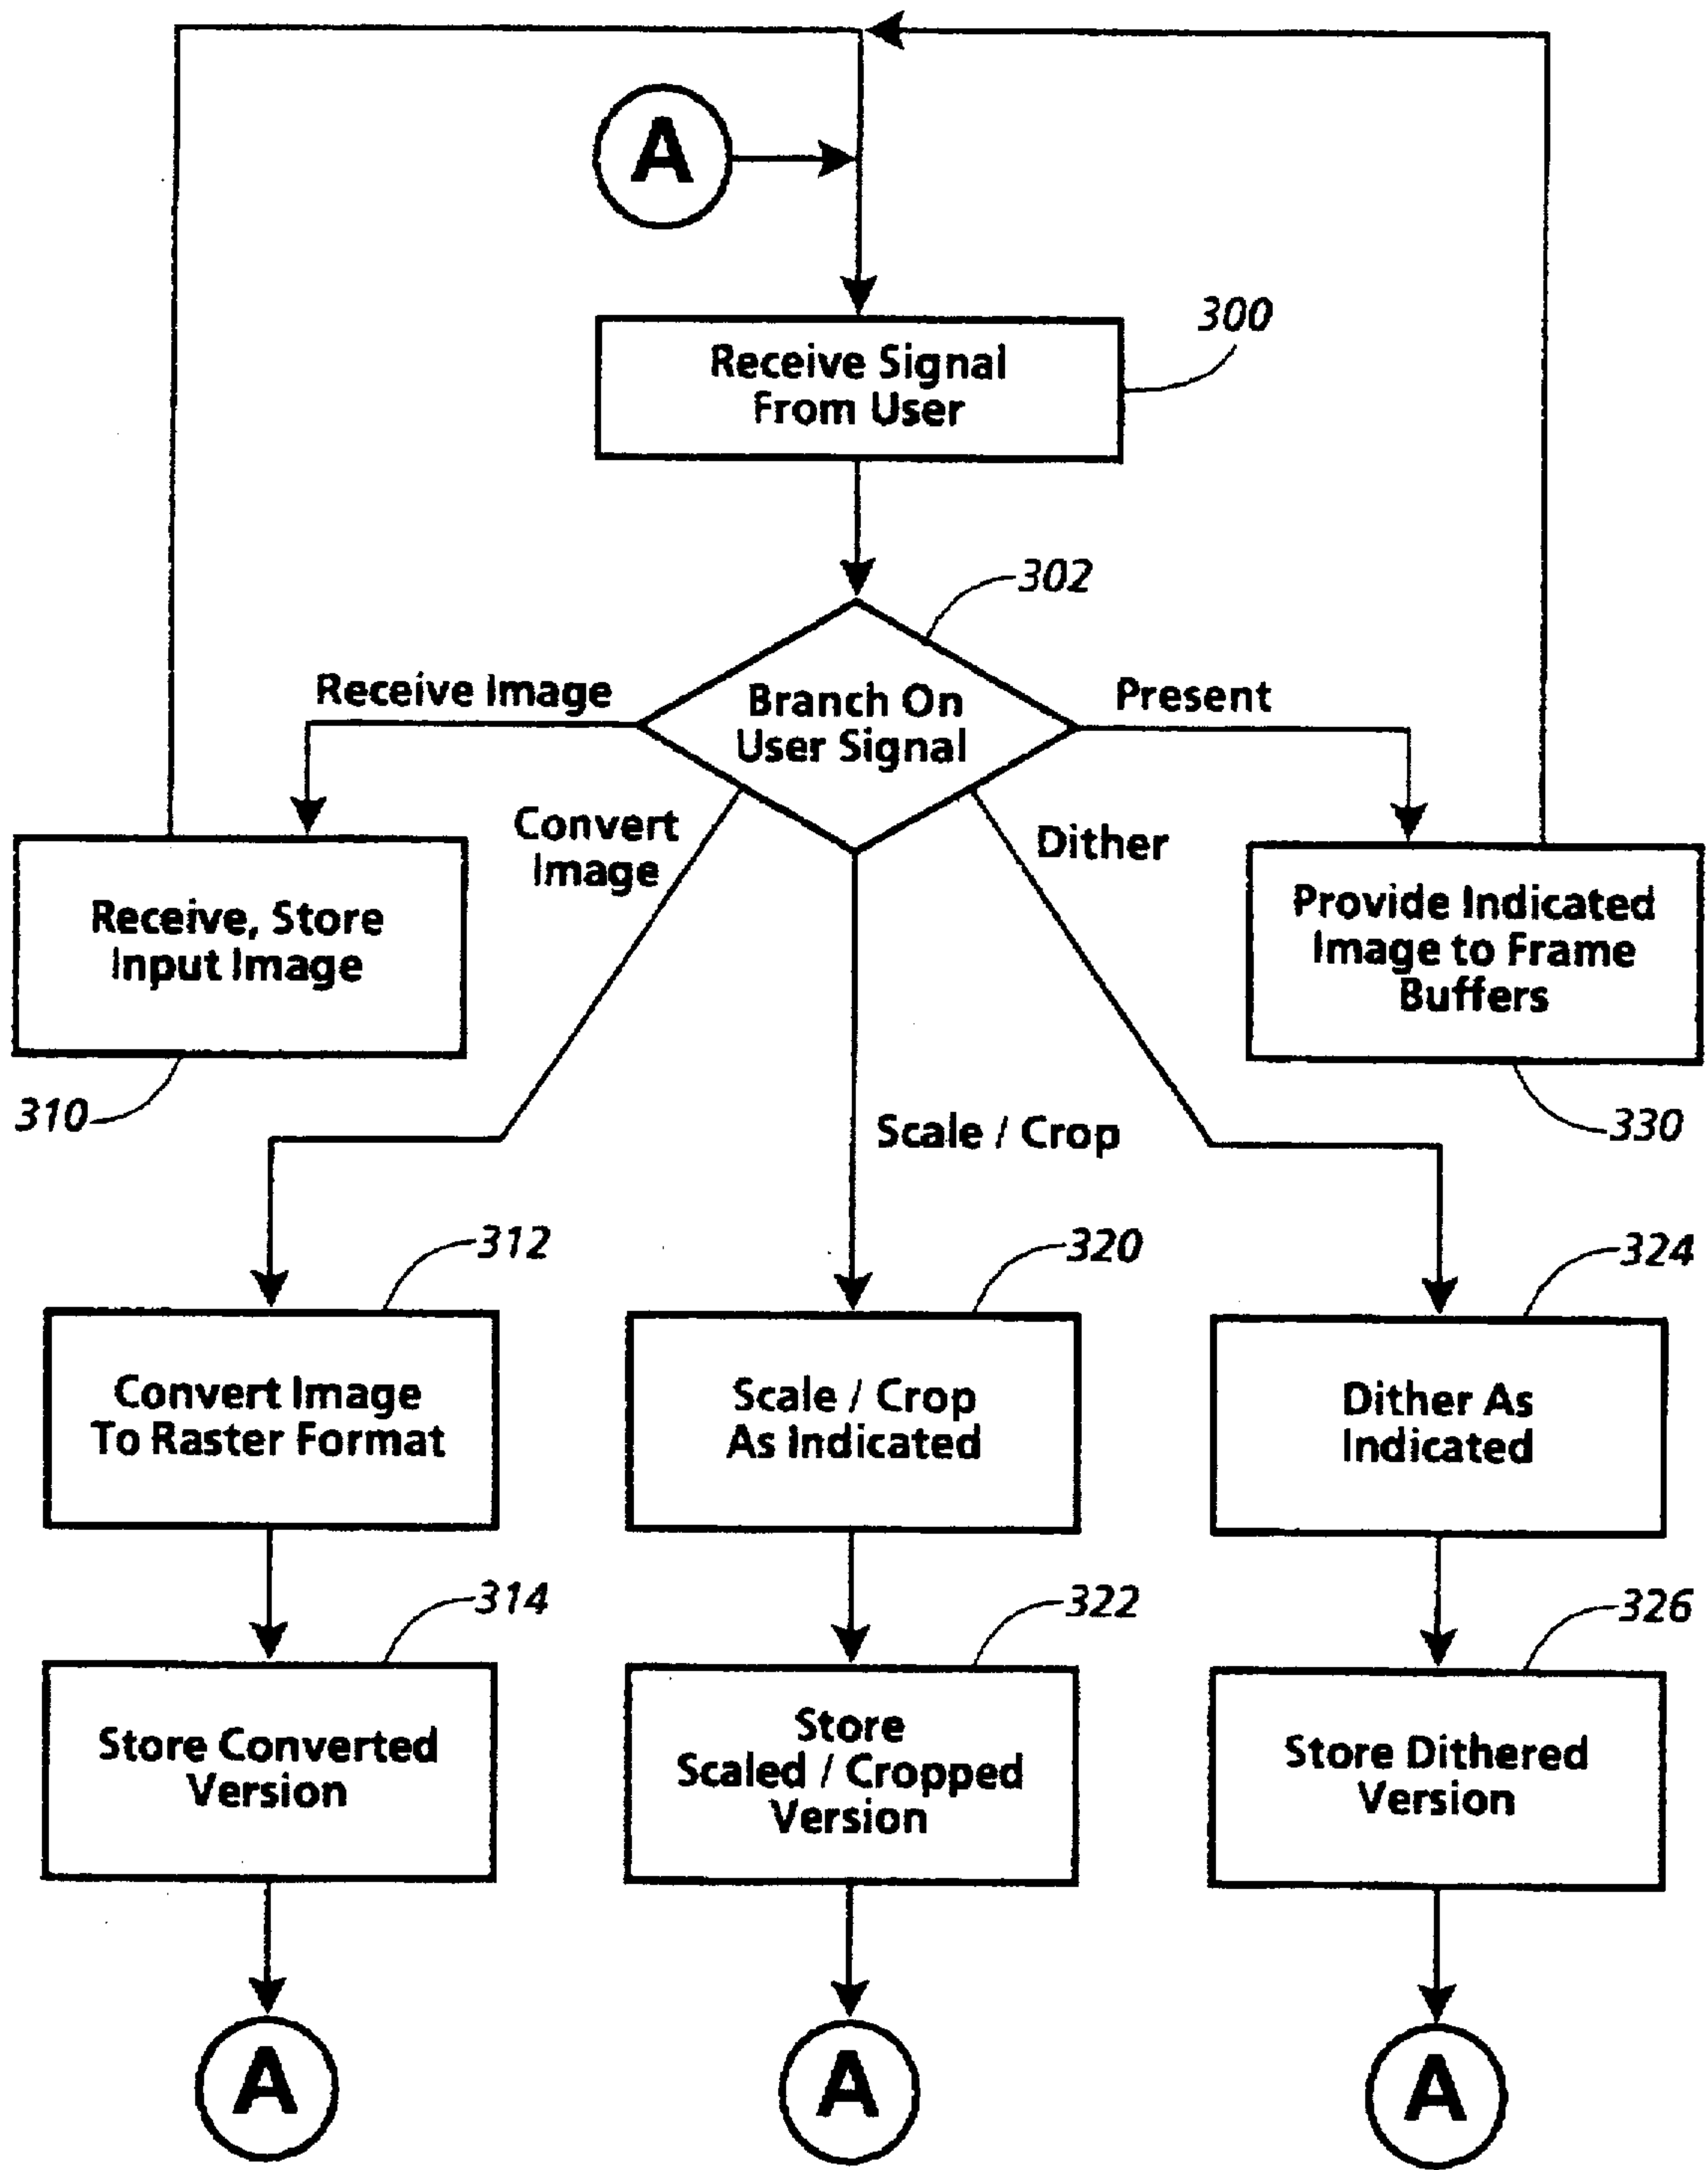 A
300
Receive Signal
From User
302
Branch On
User Signal
Receive Image
Present
Convert
Image
Dither
Receive, Store
Input Image
Provide Indicated
Image to Frame
Buffers
310
330
Scale / Crop
312
320
324
Convert Image
To Raster Format
Scale / Crop
As Indicated
Dither As
Indicated
314
322
326
Store Converted
Version
Store
Scaled / Cropped
Version
Store Dithered
Version
A
A
A